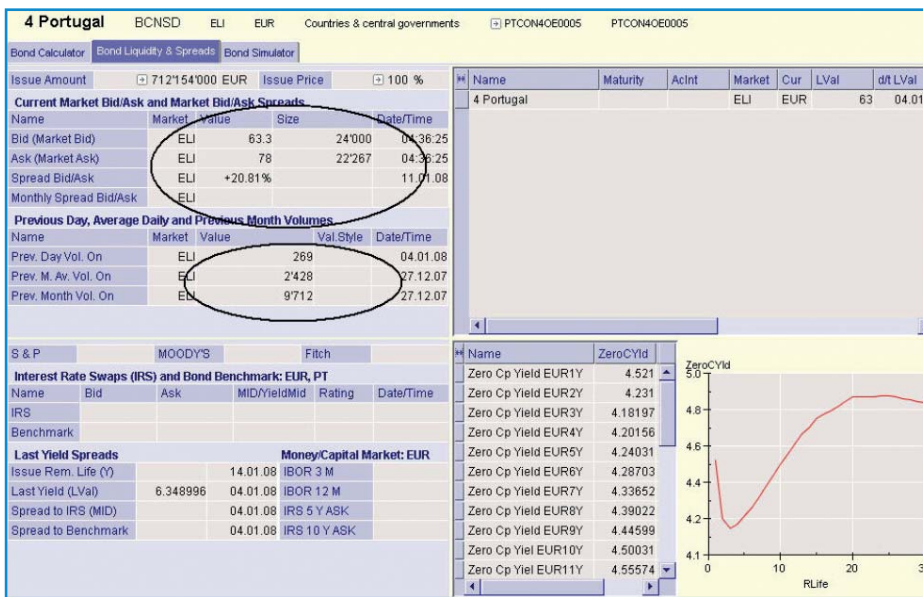 4 Portugal BCNSD ELI EUR Countries & central governments PTCON4OE0005 PTCON4OE0005
Bond Calculator Bond Liquidity & Spreads Bond Simulator
Issue Amount 712'154'000 EUR Issue Price 100 %
Current Market Bid/Ask and Market Bid/Ask Spreads
Name Market Value Size Date/Time
Bid (Market Bid) ELI 63.3 24'000 04:36:25
Ask (Market Ask) ELI 78 22'267 04:36:25
Spread Bid/Ask ELI +20.81% 11.01.08
Monthly Spread Bid/Ask ELI
Previous Day, Average Daily and Previous Month Volumes
Name Market Value Val.Style Date/Time
Prev. Day Vol. On ELI 269 04.01.08
Prev. M. Av. Vol. On ELI 2'428 27.12.07
Prev. Month Vol. On ELI 9'712 27.12.07
Name Maturity AcInt Market Cur LVal d/t LVal
4 Portugal ELI EUR 63 04.01
S & P MOODY'S Fitch
Interest Rate Swaps (IRS) and Bond Benchmark: EUR, PT
Name Bid Ask MID/YieldMid Rating Date/Time
IRS
Benchmark
Last Yield Spreads Money/Capital Market: EUR
Issue Rem. Life (Y) 14.01.08 IBOR 3 M
Last Yield (LVal) 6.348996 04.01.08 IBOR 12 M
Spread to IRS (MID) 04.01.08 IRS 5 Y ASK
Spread to Benchmark 04.01.08 IRS 10 Y ASK
Name ZeroCYld
Zero Cp Yield EUR1Y 4.521
Zero Cp Yield EUR2Y 4.231
Zero Cp Yield EUR3Y 4.18197
Zero Cp Yield EUR4Y 4.20156
Zero Cp Yield EUR5Y 4.24031
Zero Cp Yield EUR6Y 4.28703
Zero Cp Yield EUR7Y 4.33652
Zero Cp Yield EUR8Y 4.39022
Zero Cp Yield EUR9Y 4.44599
Zero Cp Yiel EUR10Y 4.50031
Zero Cp Yiel EUR11Y 4.55574
ZeroCYld
5.0
4.8
4.6
4.4
4.2
4.1
0 10 20 30
RLife